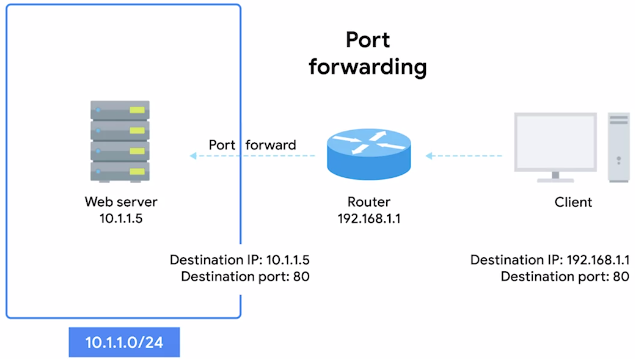 Port
forwarding
Port forward
Web server
10.1.1.5
Router
192.168.1.1
Client
Destination IP: 10.1.1.5
Destination port: 80
Destination IP: 192.168.1.1
Destination port: 80
10.1.1.0/24